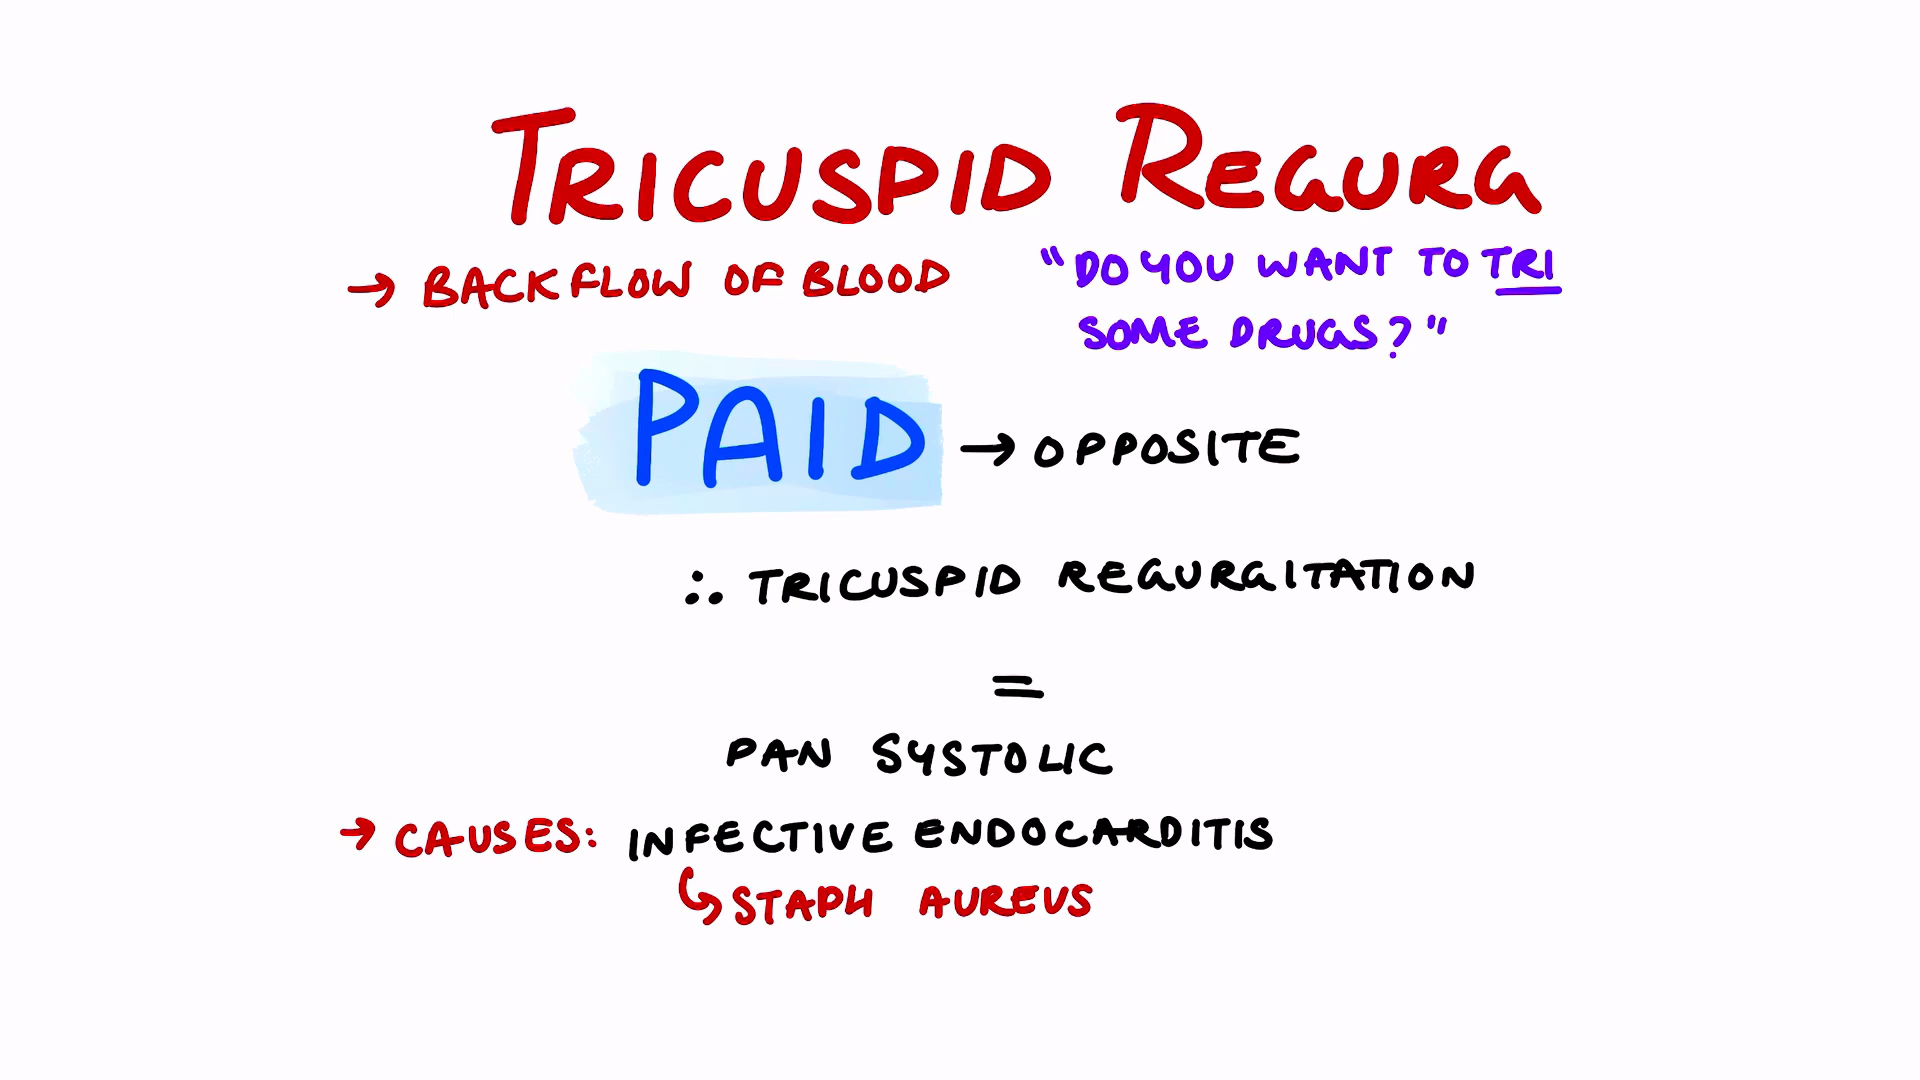 TRICUSPID REGURG
→ BACKFLOW OF BLOOD
"DO YOU WANT TO TRI
SOME DRUGS?"
PAID → OPPOSITE
∴ TRICUSPID REGURGITATION
=
PAN SYSTOLIC
→ CAUSES: INFECTIVE ENDOCARDITIS
↳ STAPH AUREUS